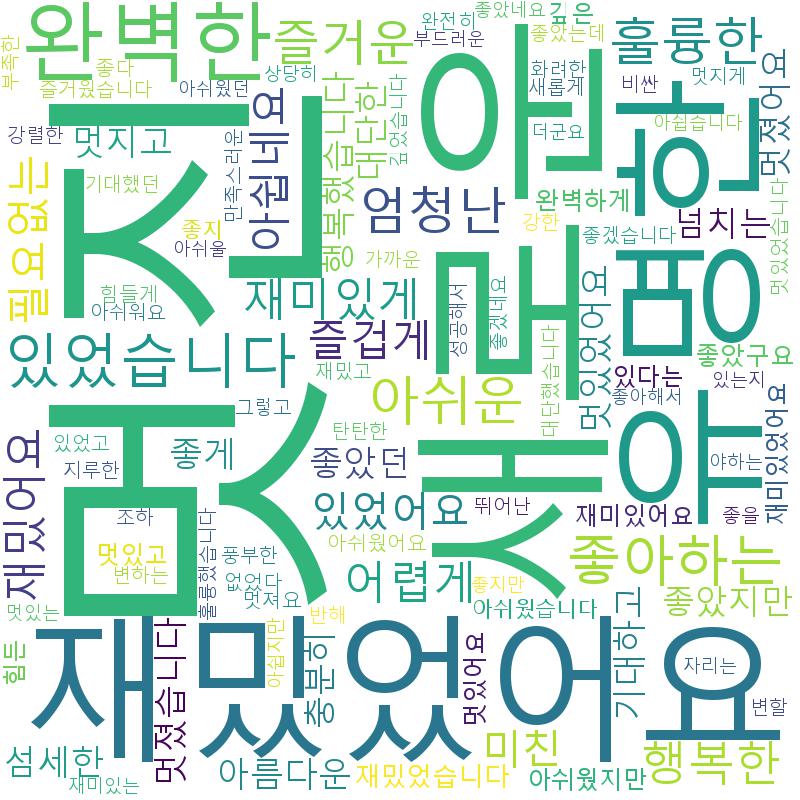 완벽한
즐거운
완전히
좋았네요
깊은
부드러운
좋았는데
훌륭한
부족한
좋다
즐거웠습니다
아쉬웠던
상당히
화려한
새롭게
비싼
멋지게
멋졌어요
강렬한
멋지고
아쉽네요
만족스러운
행복했습니다
대단한
깊었습니다
더군요
아쉽습니다
멋진
새로운
유명한
필요없는
기대했던
좋지
아쉬울
엄청난
완벽하게
강한
넘치는
좋겠습니다
멋있었습니다
가까운
힘들게
아쉬워요
재미있게
성공해서
좋겠네요
멋있었어요
있었습니다
즐겁게
대단했습니다
좋았구요
재밌고
아쉬운
있다는
있는지
좋아해서
그렇고
재밌어요
있었고
지루한
좋게
탄탄한
좋았던
재미있었어요
야하는
조하
있었어요
뛰어난
재미있어요
좋을
훌륭했습니다
멋있고
변하는
풍부한
아쉬웠어요
좋아하는
없었다
멋져요
어렵게
좋지만
멋있는
반해
아쉬웠습니다
기대하고
좋았지만
힘든
재밌었어요
멋졌습니다
아쉽지만
충분히
멋있어요
자리는
변할
섬세한
재미있는
아름다운
재밌었습니다
미친
아쉬웠지만
행복한